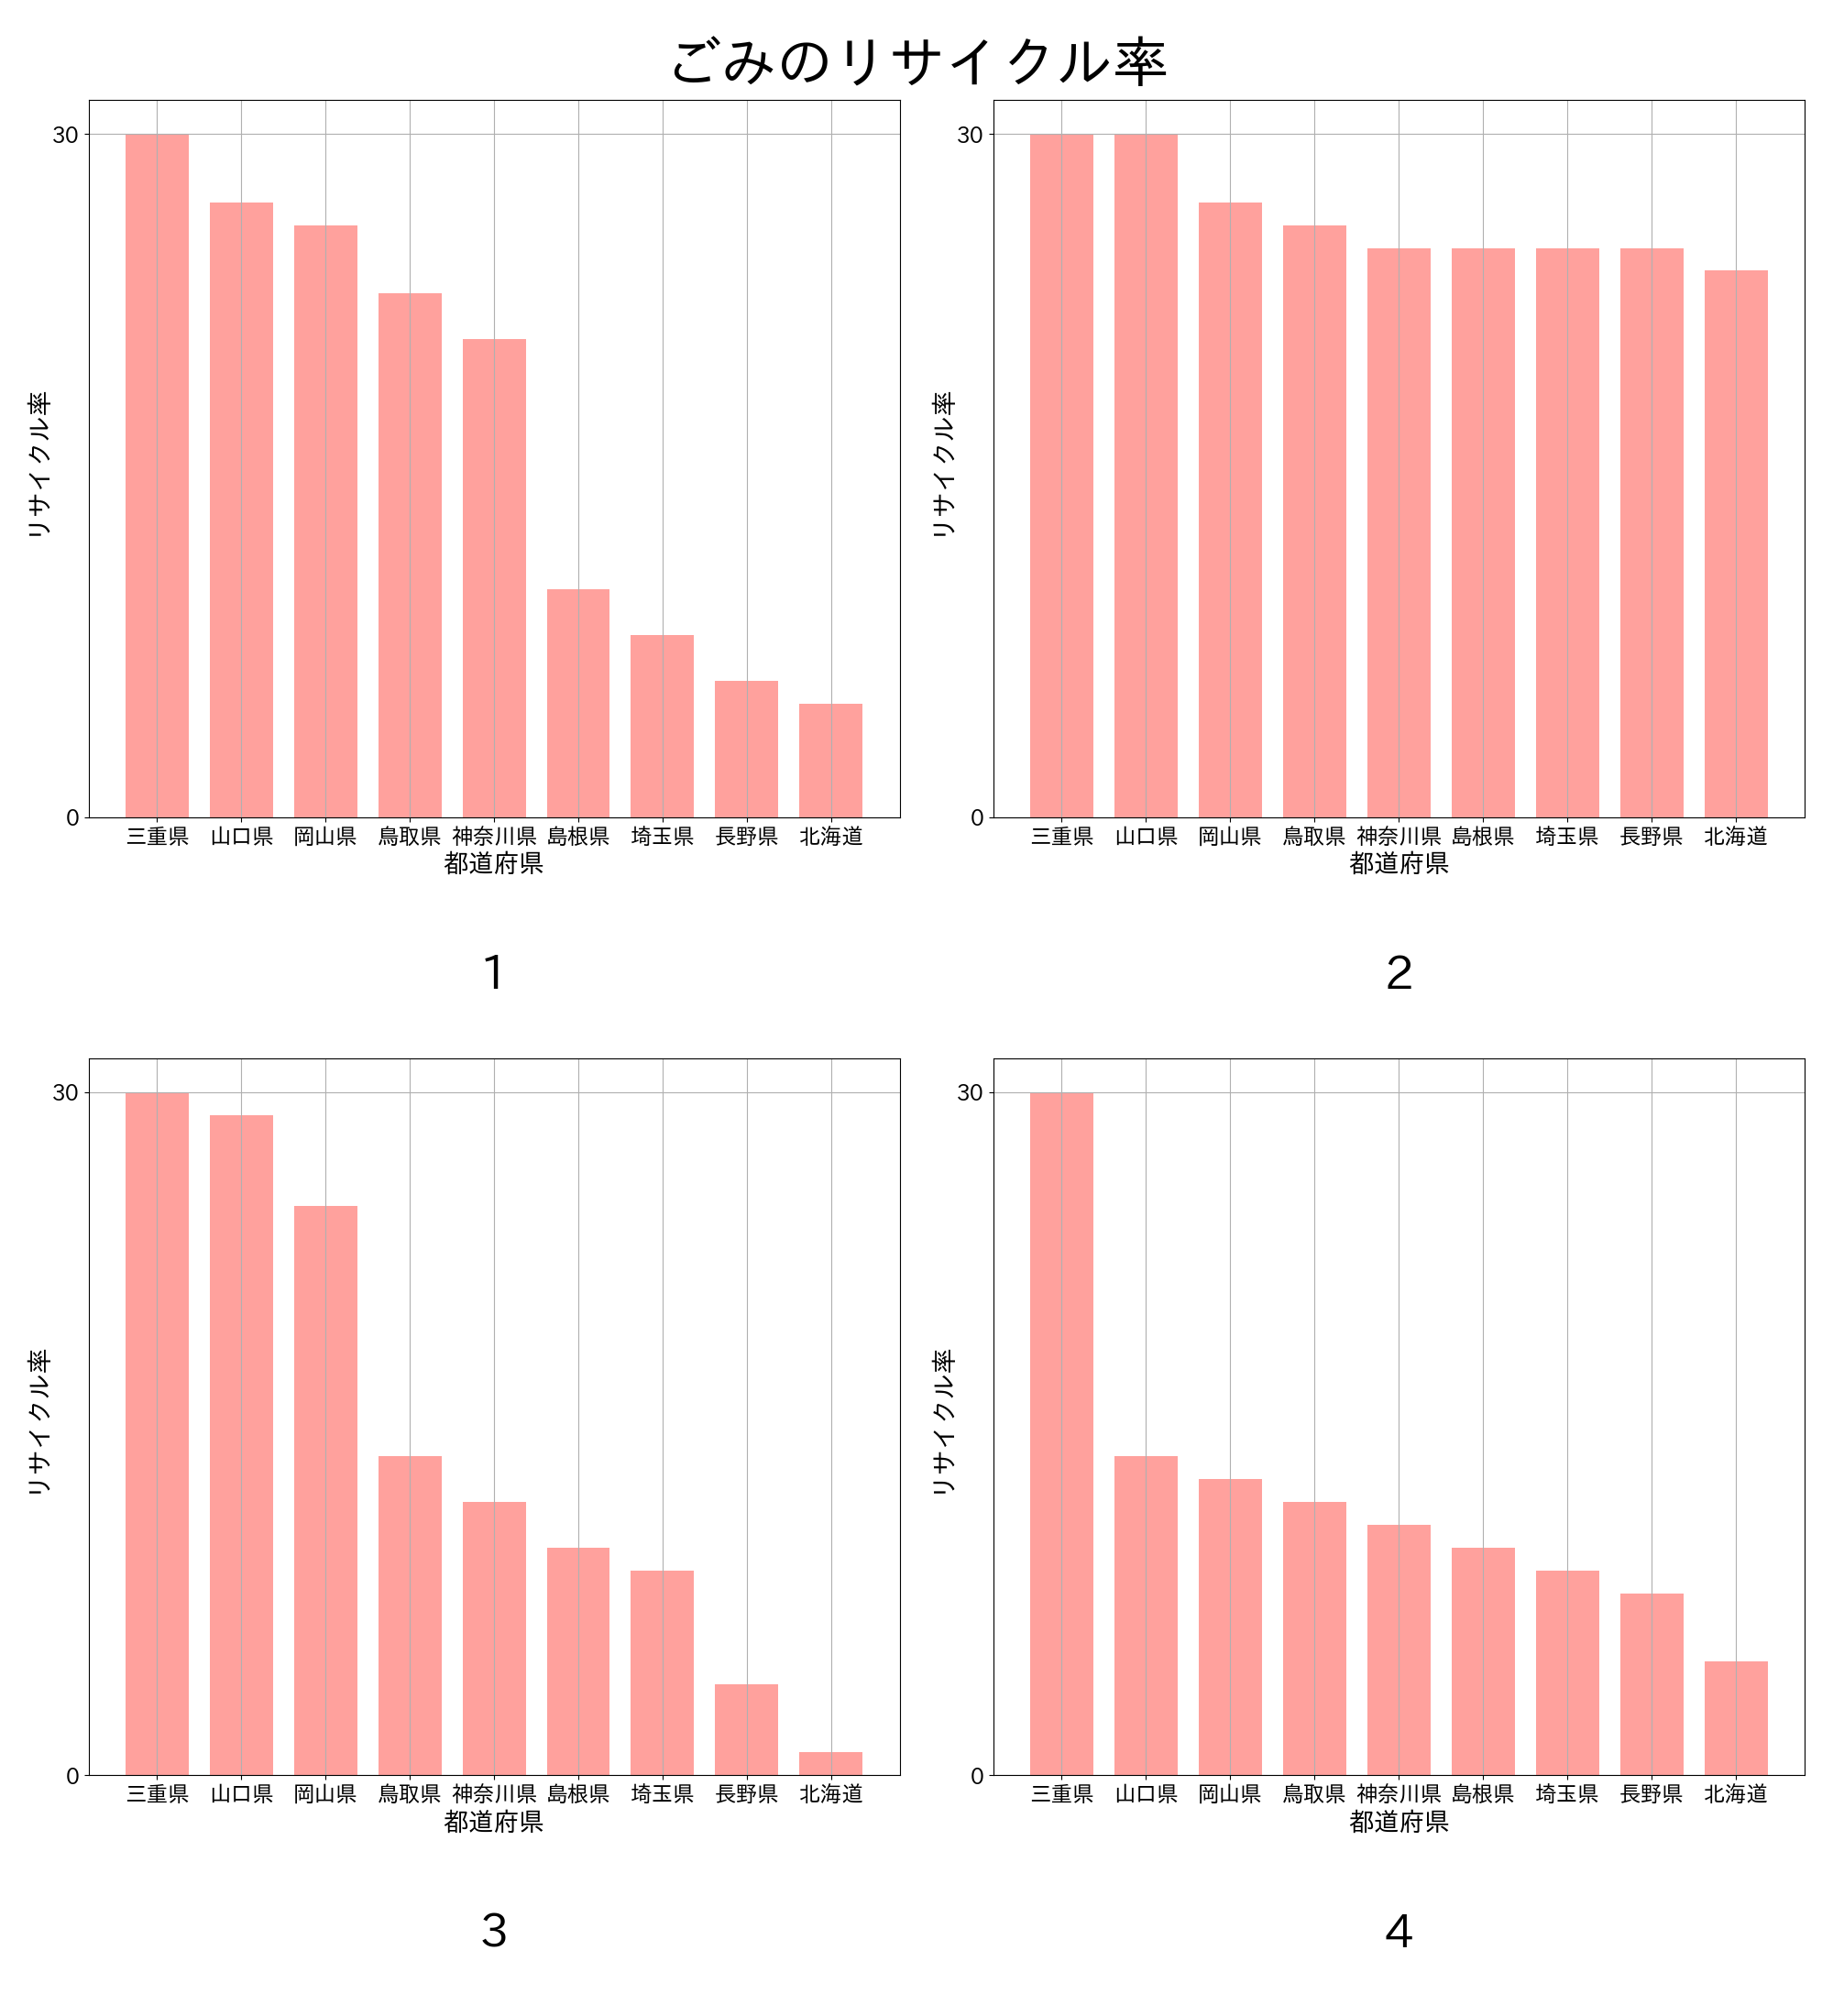 ごみのリサイクル率
30
0
リサイクル率
三重県 山口県 岡山県 鳥取県 神奈川県 島根県 埼玉県 長野県 北海道
都道府県
1
30
0
リサイクル率
三重県 山口県 岡山県 鳥取県 神奈川県 島根県 埼玉県 長野県 北海道
都道府県
2
30
0
リサイクル率
三重県 山口県 岡山県 鳥取県 神奈川県 島根県 埼玉県 長野県 北海道
都道府県
3
30
0
リサイクル率
三重県 山口県 岡山県 鳥取県 神奈川県 島根県 埼玉県 長野県 北海道
都道府県
4